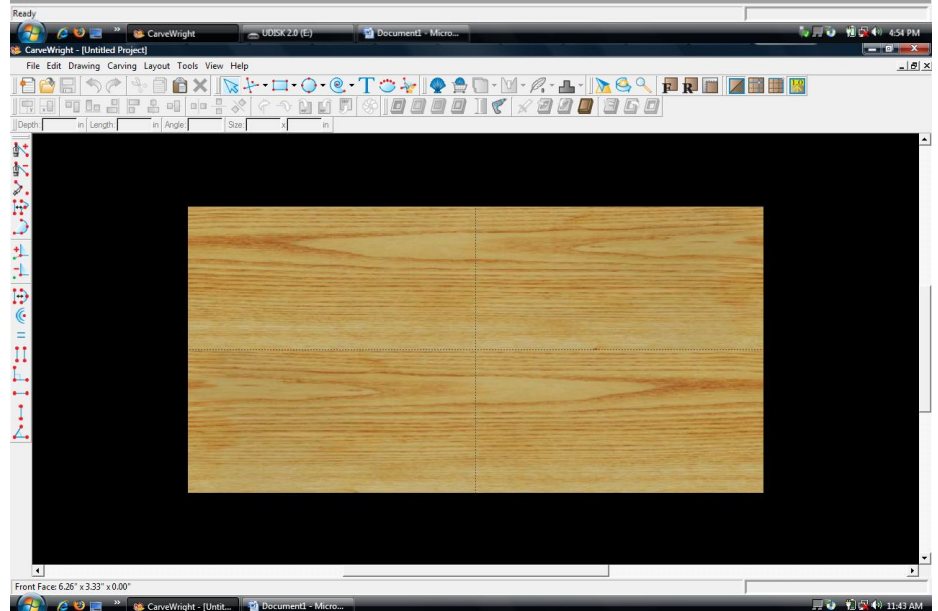 Ready
» CarveWright UDISK 2.0 (E:) Document1 - Micro... 4:54 PM
CarveWright - [Untitled Project]
File Edit Drawing Carving Layout Tools View Help
T F R
Depth: in Length: in Angle: Size: x in
Front Face: 6.26" x 3.33" x 0.00"
» CarveWright - [Untit... Document1 - Micro... 11:43 AM